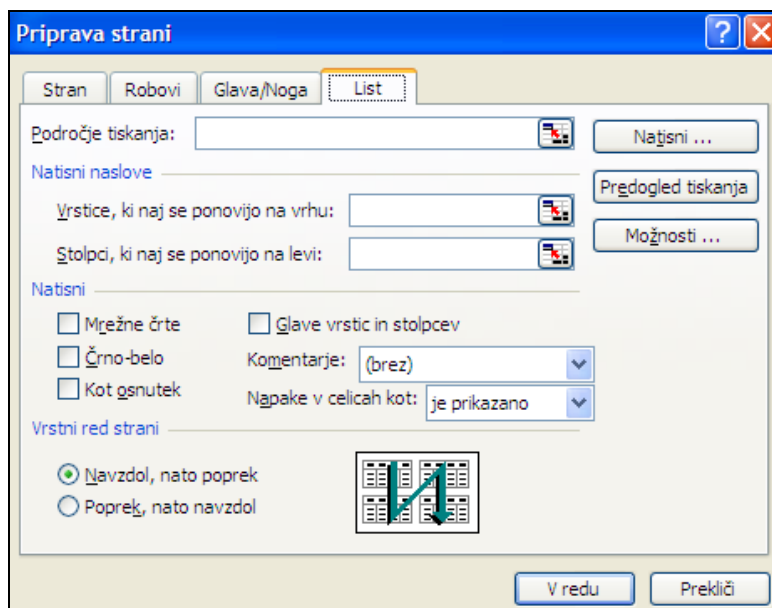 Priprava strani
Stran Robovi Glava/Noga List
Področje tiskanja: Natisni ...
Natisni naslove
Predogled tiskanja
Vrstice, ki naj se ponovijo na vrhu:
Možnosti ...
Stolpci, ki naj se ponovijo na levi:
Natisni
Mrežne črte Glave vrstic in stolpcev
Črno-belo Komentarje: (brez)
Kot osnutek Napake v celicah kot: je prikazano
Vrstni red strani
Navzdol, nato poprek
Poprek, nato navzdol
V redu Prekliči